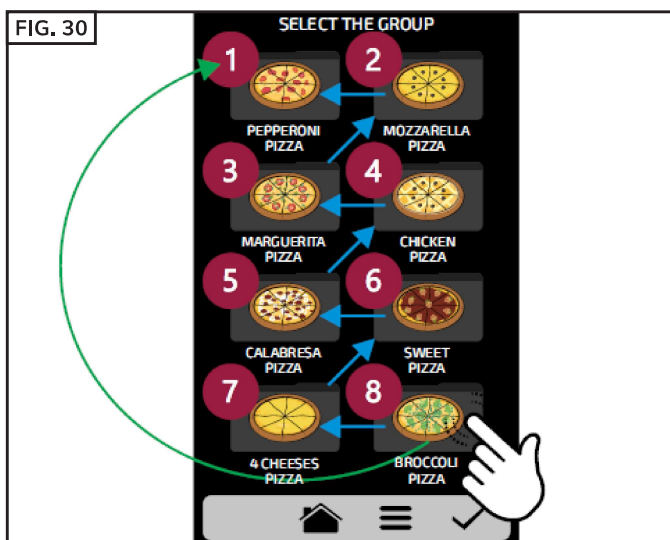 FIG. 30
SELECT THE GROUP
1
2
PEPPERONI
PIZZA
MOZZARELLA
PIZZA
3
4
MARGUERITA
PIZZA
CHICKEN
PIZZA
5
6
CALABRESA
PIZZA
SWEET
PIZZA
7
8
4 CHEESES
PIZZA
BROCCOLI
PIZZA